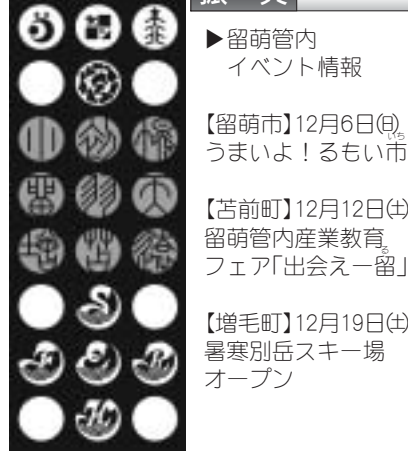 ▶留萌管内
イベント情報
【留萌市】12月6日㈰
うまいよ!るもい市
【苫前町】12月12日㈯
留萌管内産業教育
フェア「出会えー留」
【増毛町】12月19日㈯
暑寒別岳スキー場
オープン